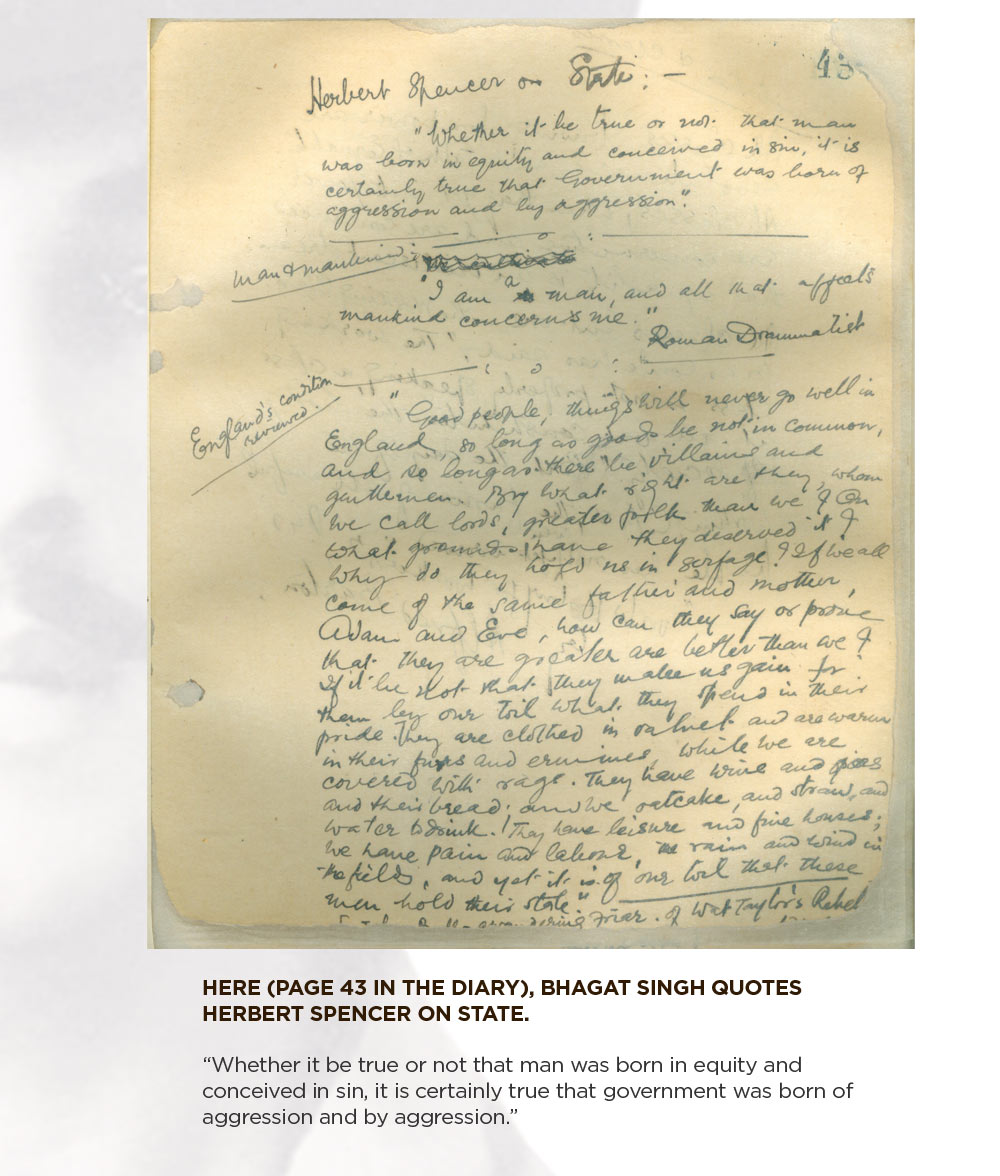 43
Herbert Spencer on State: —
"Whether it be true or not that man
was born in equity and conceived in sin, it is
certainly true that Government was born of
aggression and by aggression."
Man & mankind:
"I am a man, and all that affects
mankind concerns me."
Roman Drammatist
England's condition
reviewed.
"Good people, things will never go well in
England, so long as goods be not in common,
and so long as there be villains and
gentlemen. By what right are they, whom
we call lords, greater folk than we? On
what grounds have they deserved it?
Why do they hold us in serfage? If we all
come of the same father and mother,
Adam and Eve, how can they say or prove
that they are greater are better than we?
If it be not that they make us gain for
them by our toil what they spend in their
pride. They are clothed in velvet and are warm
in their furs and ermines, while we are
covered with rags. They have wine and spices
and their bread; and we oatcake, and straw, and
water to drink. They have leisure and fine houses;
we have pain and labour, the rain and wind in
the fields, and yet it is of our toil that these
men hold their state."
Friar of Wat Taylor's Rebel
HERE (PAGE 43 IN THE DIARY), BHAGAT SINGH QUOTES
HERBERT SPENCER ON STATE.
“Whether it be true or not that man was born in equity and
conceived in sin, it is certainly true that government was born of
aggression and by aggression.”